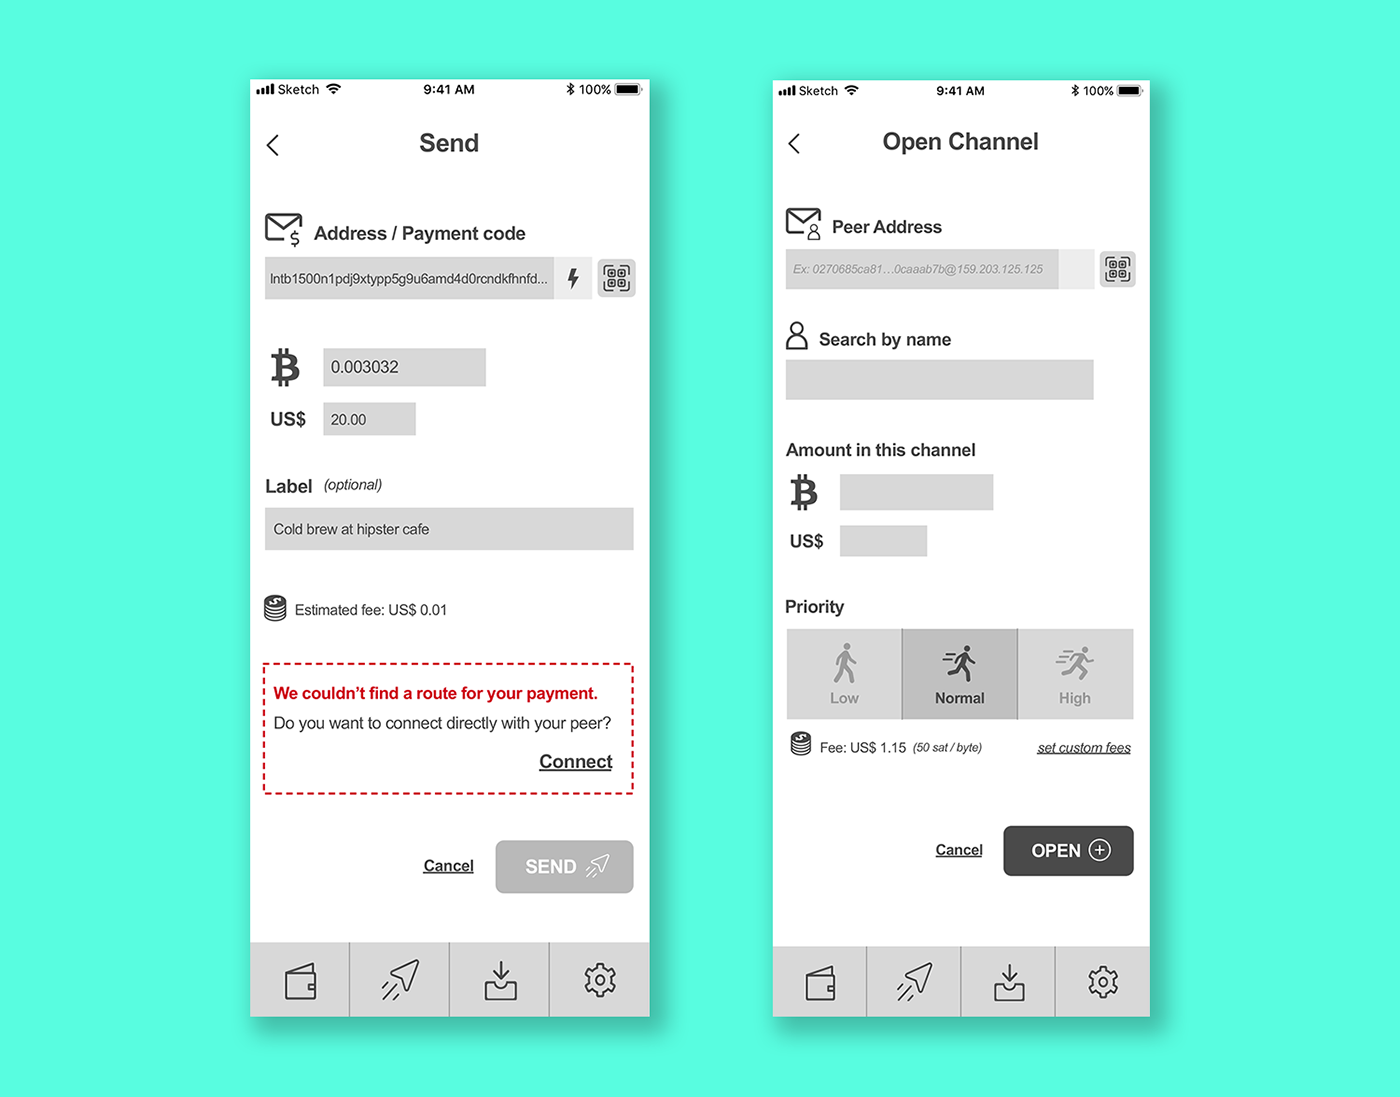 Sketch 9:41 AM 100%
Send
Address / Payment code
lntb1500n1pdj9xtypp5g9u6amd4d0rcndkfhnfd...
0.003032
US$ 20.00
Label (optional)
Cold brew at hipster cafe
Estimated fee: US$ 0.01
We couldn't find a route for your payment.
Do you want to connect directly with your peer?
Connect
Cancel SEND
Sketch 9:41 AM 100%
Open Channel
Peer Address
Ex: 0270685ca81...0caaab7b@159.203.125.125
Search by name
Amount in this channel
US$
Priority
Low Normal High
Fee: US$ 1.15 (50 sat / byte) set custom fees
Cancel OPEN